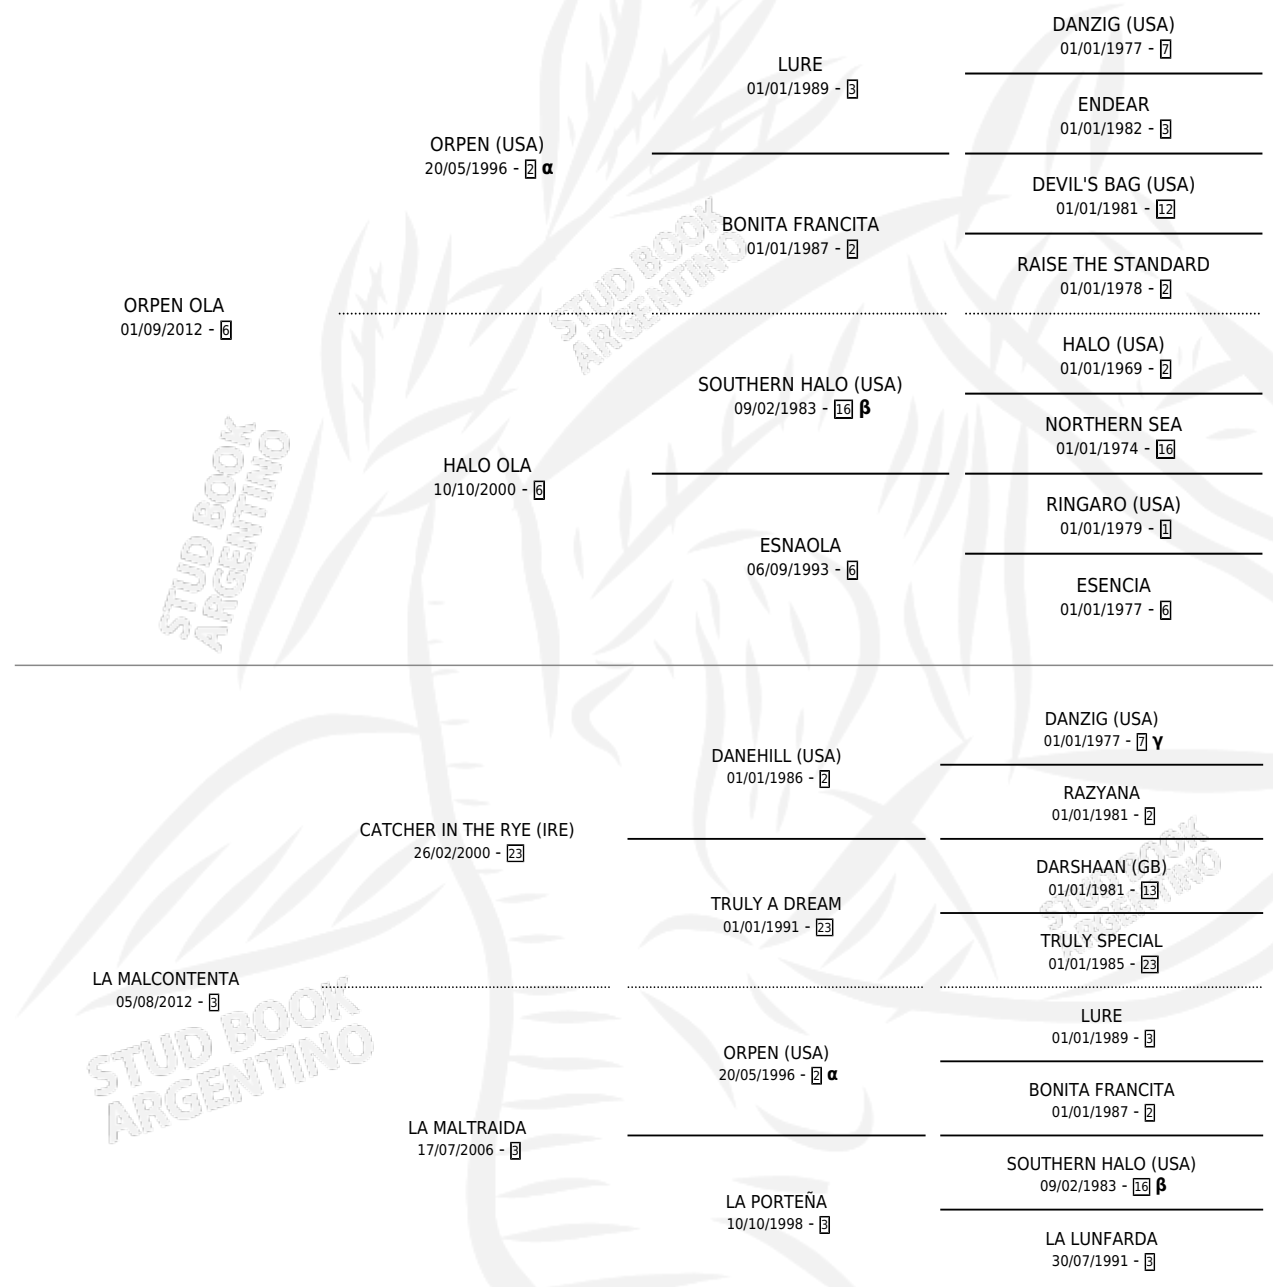 DANZIG (USA)
01/01/1977 - 7
LURE
01/01/1989 - 3
ENDEAR
01/01/1982 - 3
ORPEN (USA)
20/05/1996 - 2 α
DEVIL'S BAG (USA)
01/01/1981 - 12
BONITA FRANCITA
01/01/1987 - 2
RAISE THE STANDARD
01/01/1978 - 2
ORPEN OLA
01/09/2012 - 6
HALO (USA)
01/01/1969 - 2
SOUTHERN HALO (USA)
09/02/1983 - 16 β
NORTHERN SEA
01/01/1974 - 16
HALO OLA
10/10/2000 - 6
RINGARO (USA)
01/01/1979 - 1
ESNAOLA
06/09/1993 - 6
ESENCIA
01/01/1977 - 6
DANZIG (USA)
01/01/1977 - 7 γ
DANEHILL (USA)
01/01/1986 - 2
RAZYANA
01/01/1981 - 2
CATCHER IN THE RYE (IRE)
26/02/2000 - 23
DARSHAAN (GB)
01/01/1981 - 13
TRULY A DREAM
01/01/1991 - 23
TRULY SPECIAL
01/01/1985 - 23
LA MALCONTENTA
05/08/2012 - 3
LURE
01/01/1989 - 3
ORPEN (USA)
20/05/1996 - 2 α
BONITA FRANCITA
01/01/1987 - 2
LA MALTRAIDA
17/07/2006 - 3
SOUTHERN HALO (USA)
09/02/1983 - 16 β
LA PORTEÑA
10/10/1998 - 3
LA LUNFARDA
30/07/1991 - 3
STUD BOOK
ARGENTINO
STUD BOOK
ARGENTINO
STUD BOOK
ARGENTINO
STUD BOOK
ARGENTINO